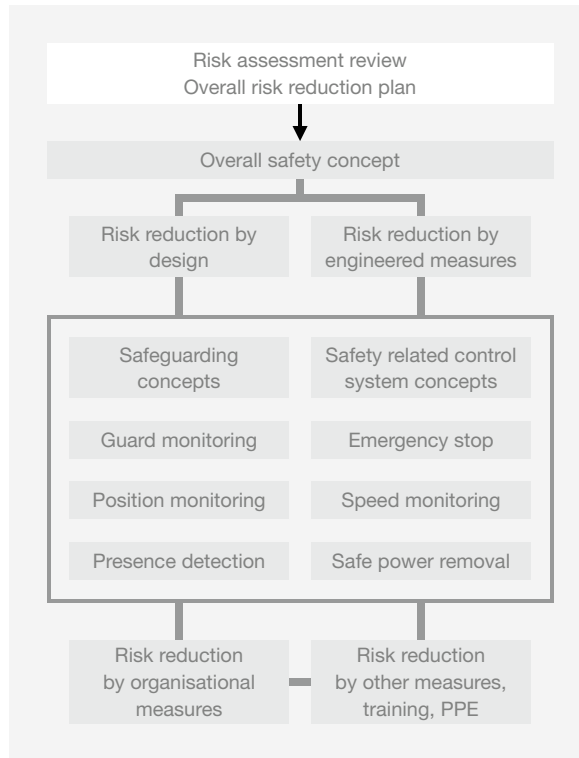 Risk assessment review
Overall risk reduction plan
Overall safety concept
Risk reduction by
design
Risk reduction by
engineered measures
Safeguarding
concepts
Safety related control
system concepts
Guard monitoring
Emergency stop
Position monitoring
Speed monitoring
Presence detection
Safe power removal
Risk reduction
by organisational
measures
Risk reduction
by other measures,
training, PPE